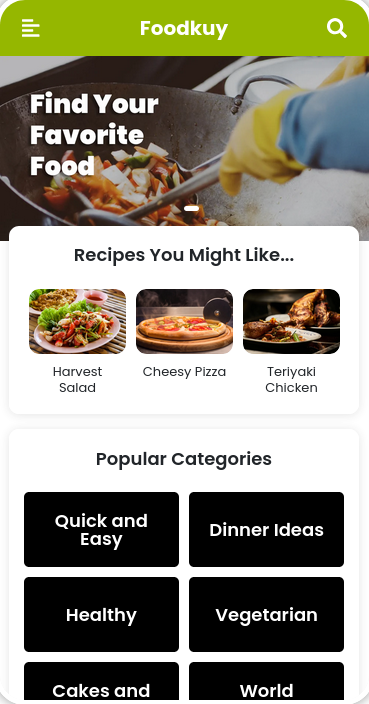 Foodkuy
Find Your
Favorite
Food
Recipes You Might Like...
Harvest
Salad
Cheesy Pizza
Teriyaki
Chicken
Popular Categories
Quick and
Easy
Dinner Ideas
Healthy
Vegetarian
Cakes and
World